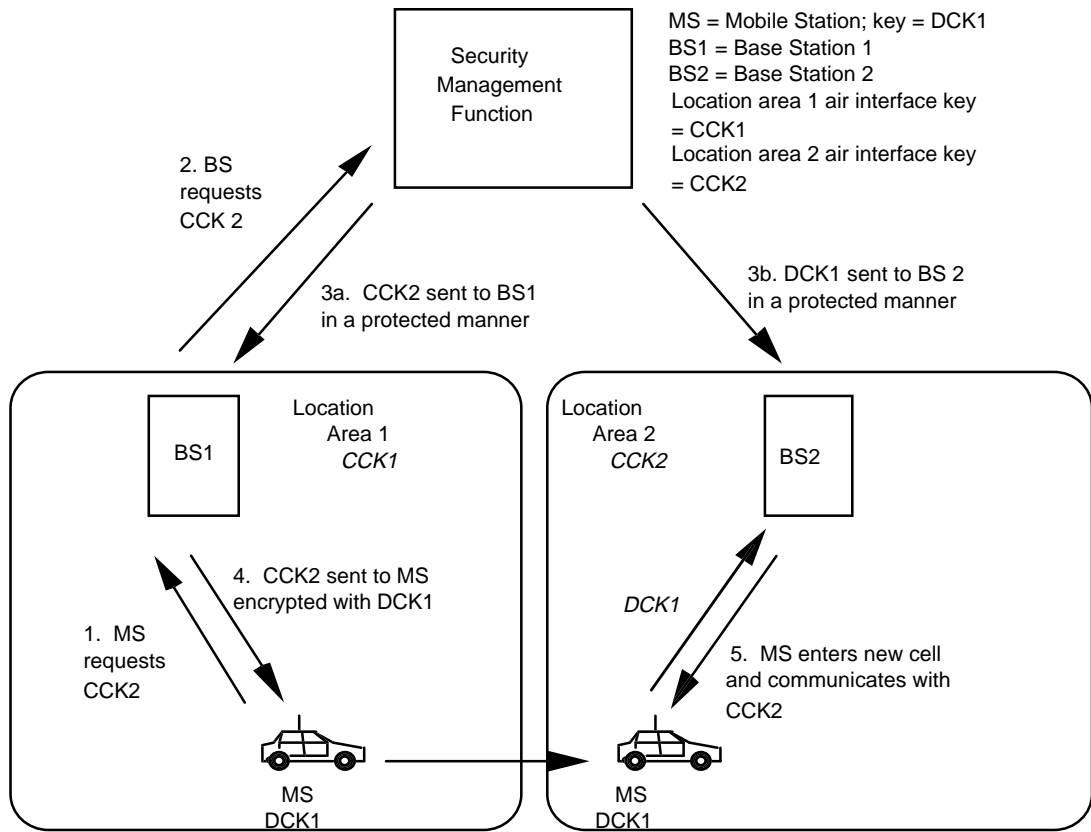 Security
Management
Function
MS = Mobile Station; key = DCK1
BS1 = Base Station 1
BS2 = Base Station 2
Location area 1 air interface key
= CCK1
Location area 2 air interface key
= CCK2
2. BS
requests
CCK 2
3a. CCK2 sent to BS1
in a protected manner
3b. DCK1 sent to BS 2
in a protected manner
BS1
Location
Area 1
CCK1
Location
Area 2
CCK2
BS2
4. CCK2 sent to MS
encrypted with DCK1
1. MS
requests
CCK2
DCK1
5. MS enters new cell
and communicates with
CCK2
MS
DCK1
MS
DCK1